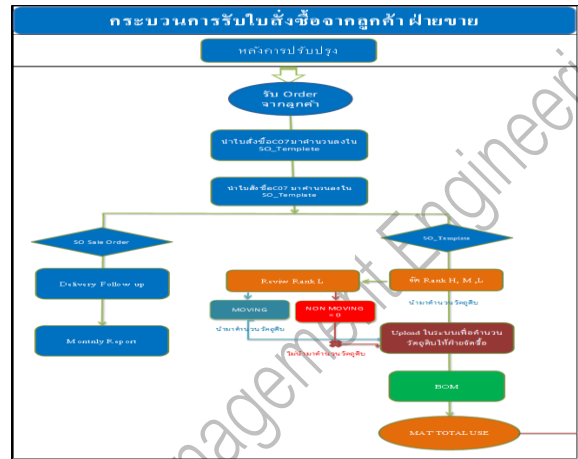 กระบวนการรับใบสั่งซื้อจากลูกค้า ฝ่ายขาย
หลังการปรับปรุง
รับ Order
จากลูกค้า
นำใบสั่งซื้อC07มาคำนวนลงใน
SO_Template
นำใบสั่งซื้อC07 มาคำนวนลงใน
SO_Template
SO Sale Order
SO_Template
Delivery Follow up
Review Rank L
จัด Rank H, M ,L
นำมาคำนวนวัตถุดิบ
MOVING
NON MOVING
= 0
นำมาคำนวนวัตถุดิบ
ไม่นำมาคำนวนวัตถุดิบ
Upload ในระบบเพื่อคำนวน
วัตถุดิบให้ฝ่ายจัดซื้อ
Montnly Report
BOM
MAT TOTAL USE
nagement Engineeri